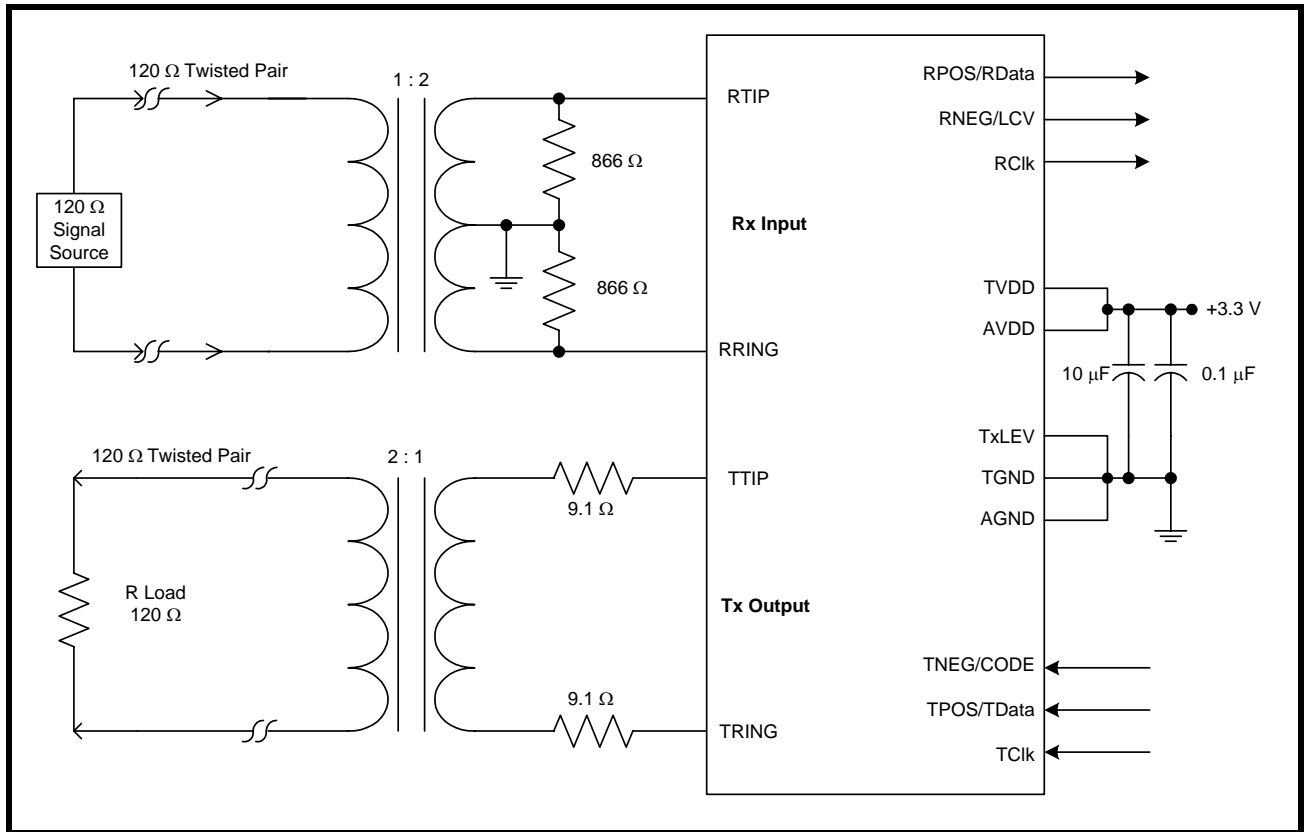 120 Ω Twisted Pair
1 : 2
120 Ω
Signal
Source
866 Ω
866 Ω
RTIP
Rx Input
RRING
RPOS/RData
RNEG/LCV
RClk
TVDD
AVDD
+3.3 V
10 μF
0.1 μF
TxLEV
TGND
AGND
120 Ω Twisted Pair
2 : 1
R Load
120 Ω
9.1 Ω
9.1 Ω
TTIP
Tx Output
TRING
TNEG/CODE
TPOS/TData
TClk